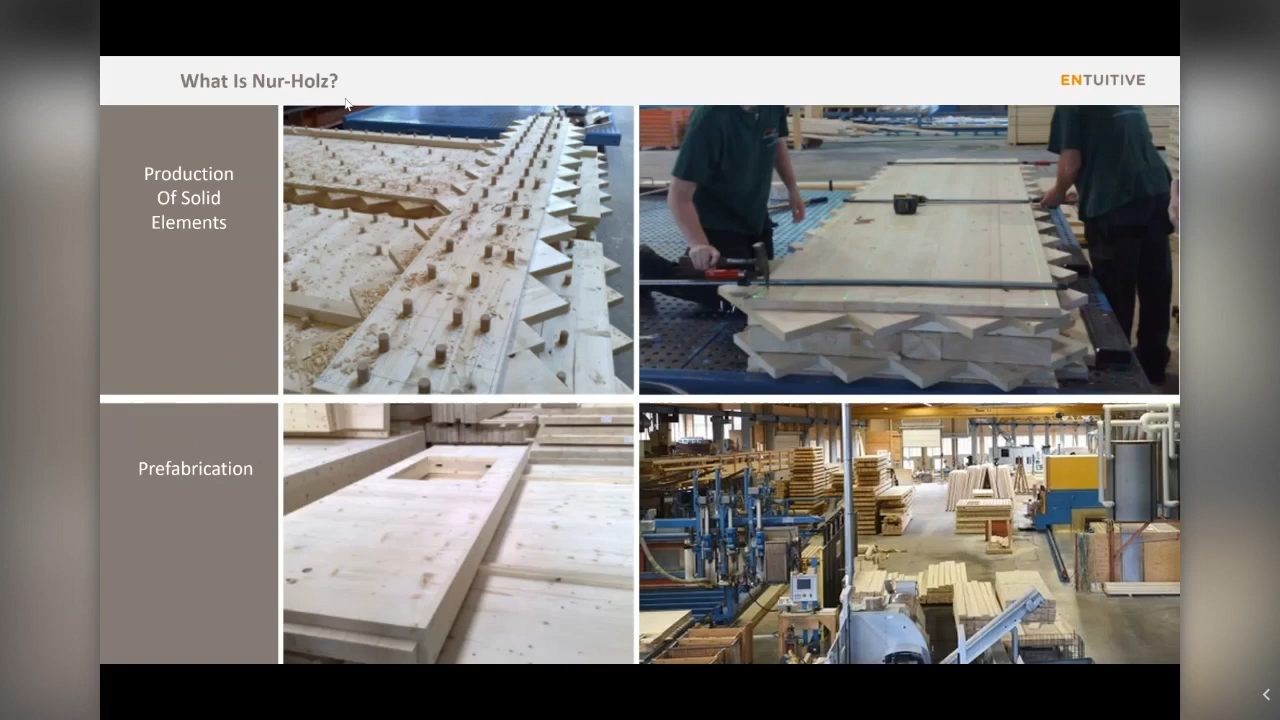 What Is Nur-Holz?
ENTUITIVE
Production
Of Solid
Elements
Prefabrication